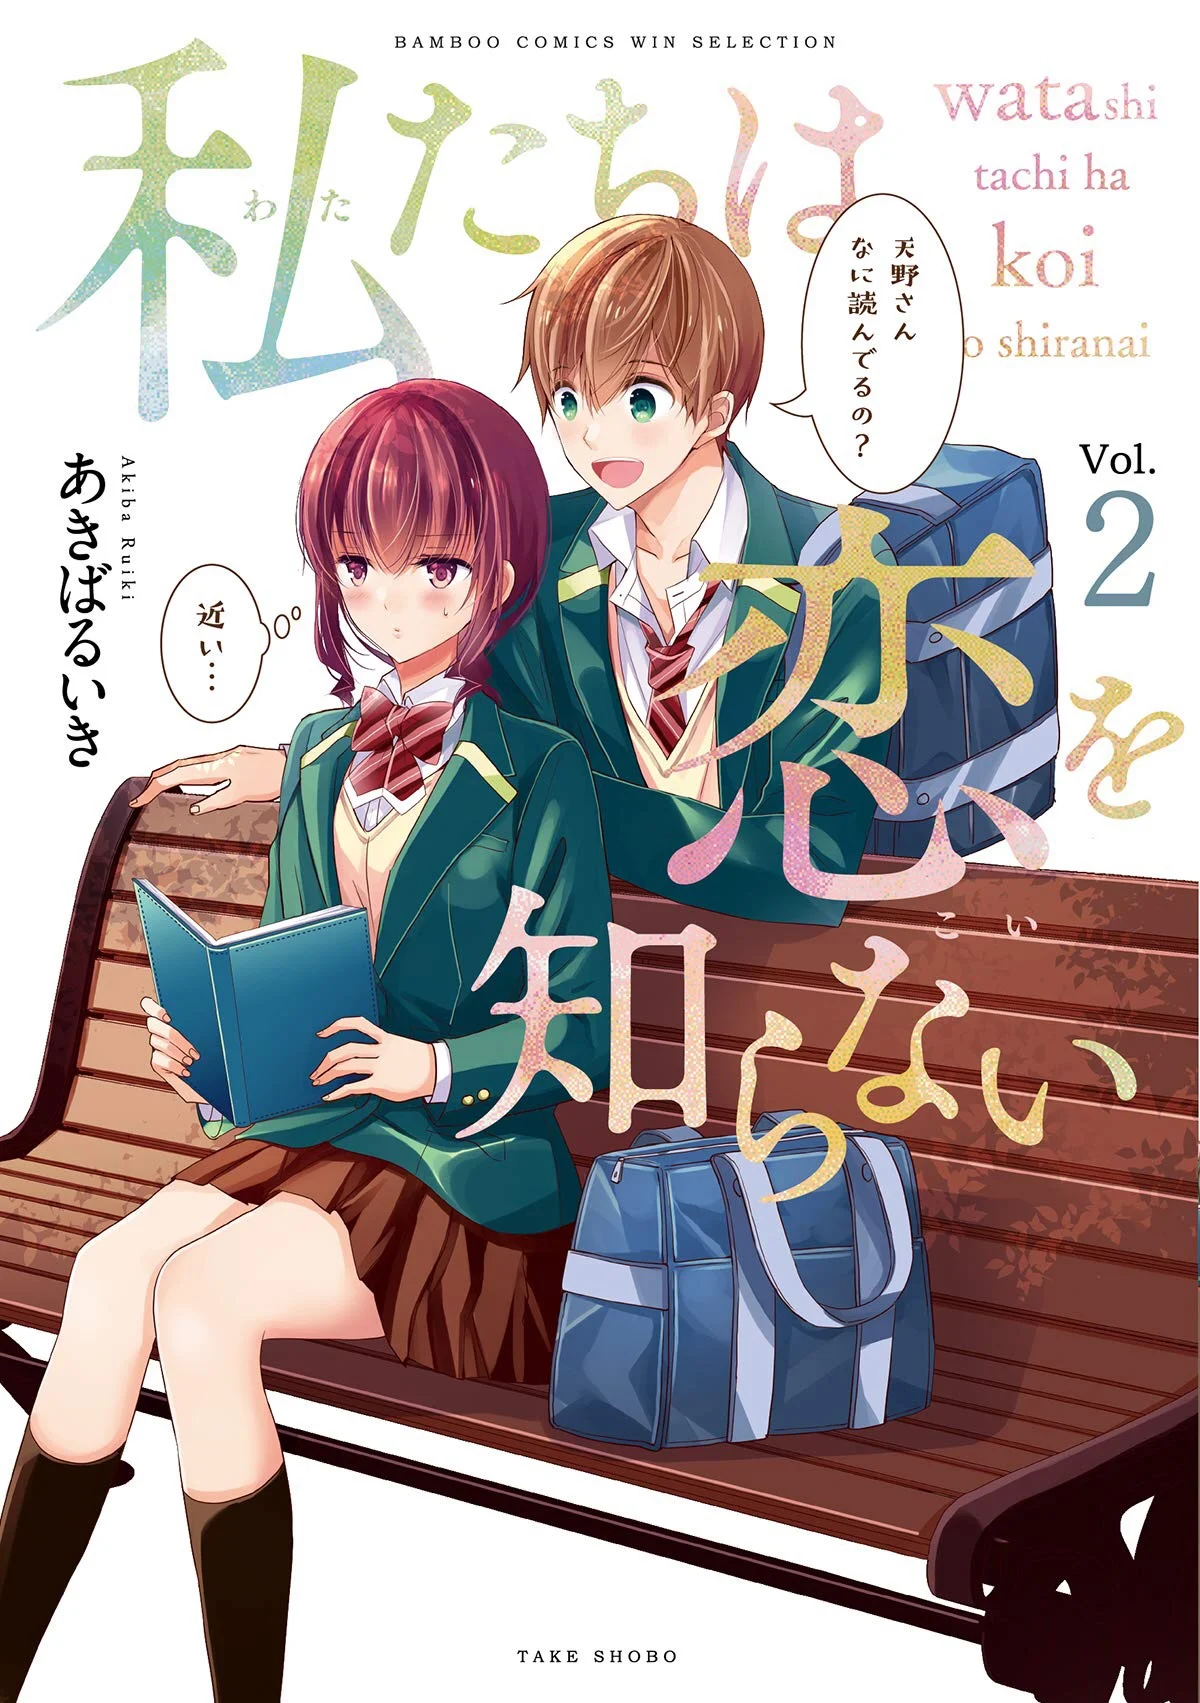 BAMBOO COMICS WIN SELECTION
私たちは
わた
watashi
tachi ha
koi
o shiranai
天野さん
なに読んでるの？
Vol.
2
あきばるいき
Akiba Ruiki
近い…
恋を
こい
知らない
TAKE SHOBO